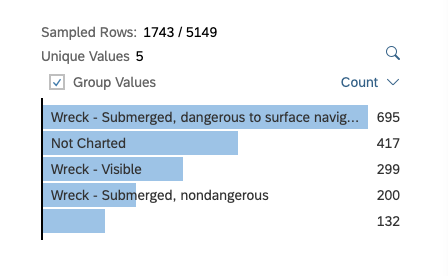 Sampled Rows: 1743 / 5149
Unique Values 5
Group Values Count
Wreck - Submerged, dangerous to surface navig... 695
Not Charted 417
Wreck - Visible 299
Wreck - Submerged, nondangerous 200
132